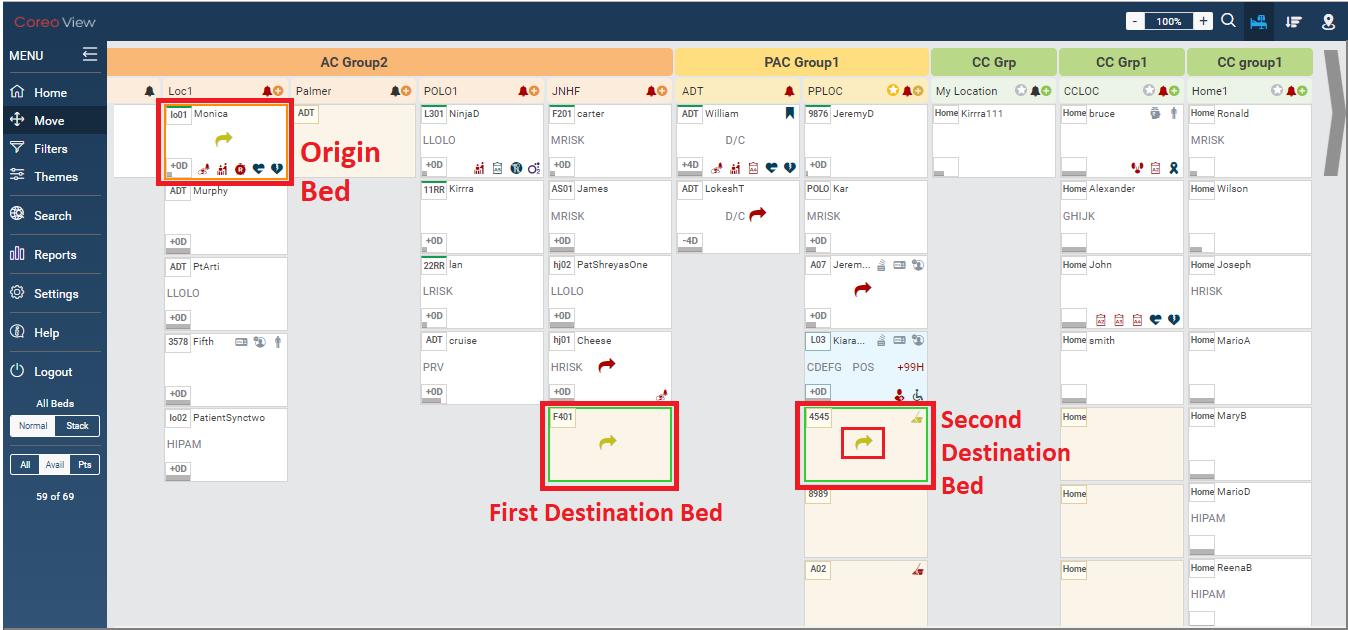 Coreo View
- 100% +
MENU
Home
Move
Filters
Themes
Search
Reports
Settings
Help
Logout
All Beds
Normal Stack
All Avail Pts
59 of 69
AC Group2
PAC Group1
CC Grp
CC Grp1
CC group1
Loc1
Palmer
POLO1
JNHF
ADT
PPLOC
My Location
CCLOC
Home1
lo01 Monica
+0D
R
Origin
Bed
ADT Murphy
+0D
ADT PtArti
LLOLO
+0D
3578 Fifth
+0D
lo02 PatientSynctwo
HIPAM
+0D
ADT
L301 NinjaD
LLOLO
+0D
11RR Kirrra
+0D
22RR Ian
LRISK
+0D
ADT cruise
PRV
+0D
F201 carter
MRISK
+0D
AS01 James
MRISK
+0D
hj02 PatShreyasOne
LLOLO
+0D
hj01 Cheese
HRISK
+0D
F401
First Destination Bed
ADT William
D/C
+4D
ADT LokeshT
D/C
-4D
9876 JeremyD
+0D
POLO Kar
MRISK
+0D
A07 Jerem...
+0D
L03 Kiara...
CDEFG POS +99H
+0D
4545
Second
Destination
Bed
8989
A02
Home Kirrra111
Home bruce
Home Alexander
GHIJK
Home John
Home smith
Home
Home
Home
Home Ronald
MRISK
Home Wilson
Home Joseph
HRISK
Home MarioA
Home MaryB
Home MarioD
HIPAM
Home ReenaB
HIPAM